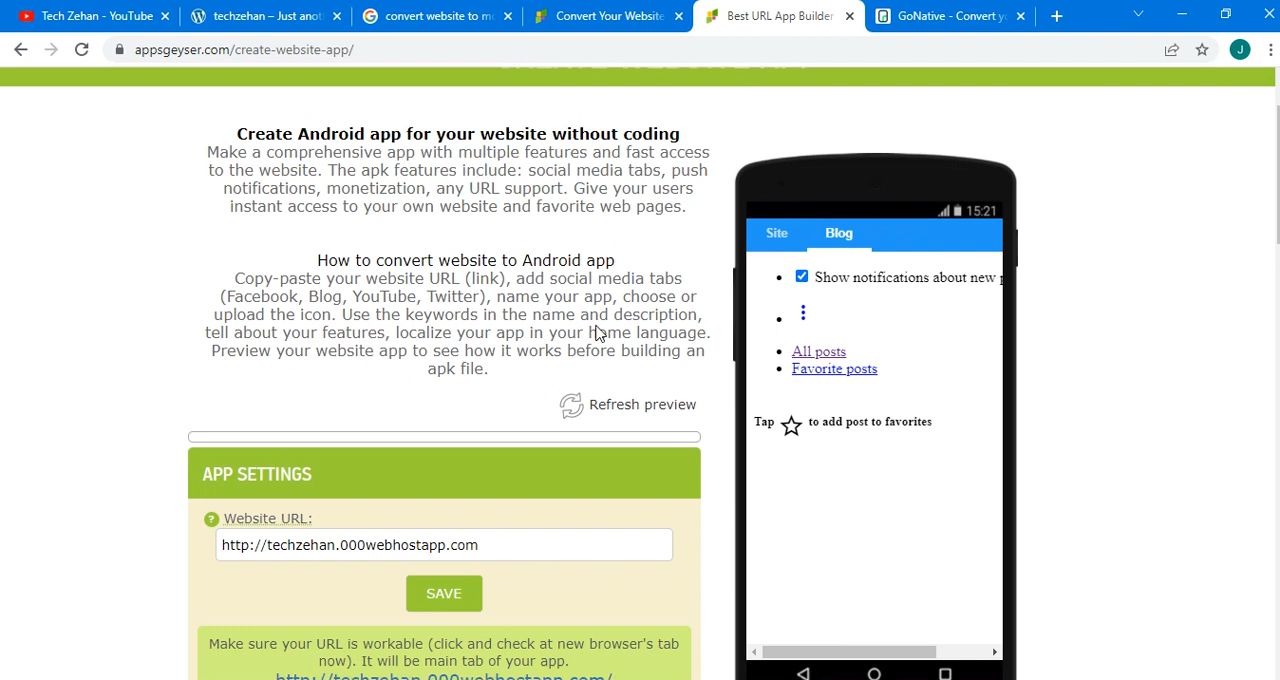 Tech Zehan - YouTube
techzehan – Just anot
convert website to mo
Convert Your Website
Best URL App Builder
GoNative - Convert yo
appsgeyser.com/create-website-app/
J
Create Android app for your website without coding
Make a comprehensive app with multiple features and fast access
to the website. The apk features include: social media tabs, push
notifications, monetization, any URL support. Give your users
instant access to your own website and favorite web pages.
How to convert website to Android app
Copy-paste your website URL (link), add social media tabs
(Facebook, Blog, YouTube, Twitter), name your app, choose or
upload the icon. Use the keywords in the name and description,
tell about your features, localize your app in your home language.
Preview your website app to see how it works before building an
apk file.
Refresh preview
APP SETTINGS
? Website URL:
http://techzehan.000webhostapp.com
SAVE
Make sure your URL is workable (click and check at new browser's tab
now). It will be main tab of your app.
http://techzehan.000webhostapp.com/
15:21
Site Blog
Show notifications about new p
All posts
Favorite posts
Tap to add post to favorites